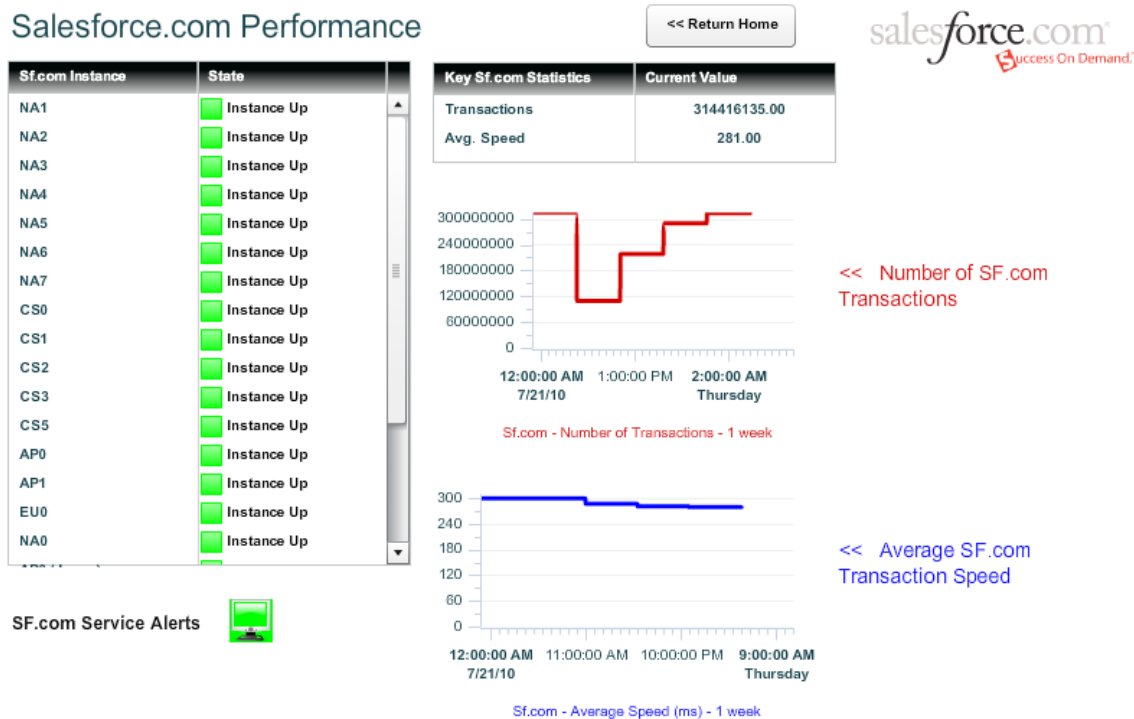 Salesforce.com Performance
<< Return Home
salesforce.com
Success On Demand.
Sf.com Instance State
NA1 Instance Up
NA2 Instance Up
NA3 Instance Up
NA4 Instance Up
NA5 Instance Up
NA6 Instance Up
NA7 Instance Up
CS0 Instance Up
CS1 Instance Up
CS2 Instance Up
CS3 Instance Up
CS5 Instance Up
AP0 Instance Up
AP1 Instance Up
EU0 Instance Up
NA0 Instance Up
SF.com Service Alerts
Key Sf.com Statistics Current Value
Transactions 314416135.00
Avg. Speed 281.00
300000000
240000000
180000000
120000000
60000000
0
12:00:00 AM 1:00:00 PM 2:00:00 AM
7/21/10 Thursday
Sf.com - Number of Transactions - 1 week
<< Number of SF.com
Transactions
300
240
180
120
60
0
12:00:00 AM 11:00:00 AM 10:00:00 PM 9:00:00 AM
7/21/10 Thursday
Sf.com - Average Speed (ms) - 1 week
<< Average SF.com
Transaction Speed